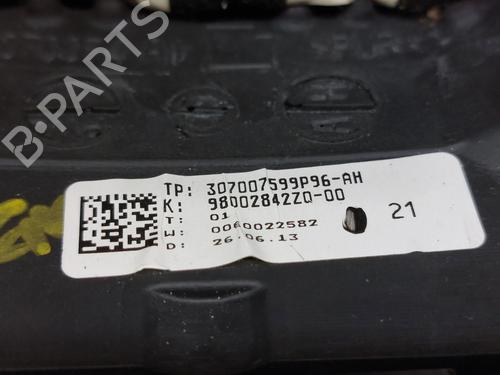 B-PARTS
TP: 307007599P96-AH
K: 98002842ZD-00
T: 01
W: 0060022582
D: 26.06.13
21